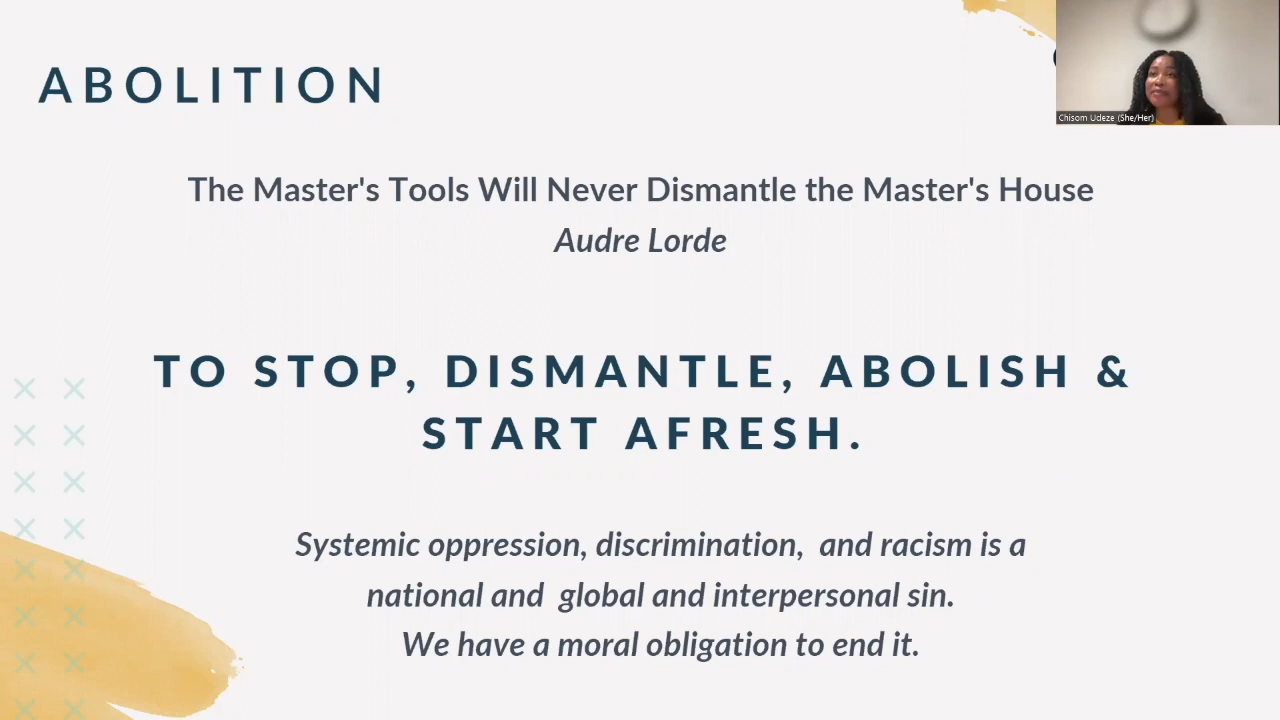 ABOLITION
Chisom Udeze (She/Her)
The Master's Tools Will Never Dismantle the Master's House
Audre Lorde
TO STOP, DISMANTLE, ABOLISH &
START AFRESH.
Systemic oppression, discrimination,  and racism is a
national and  global and interpersonal sin.
We have a moral obligation to end it.